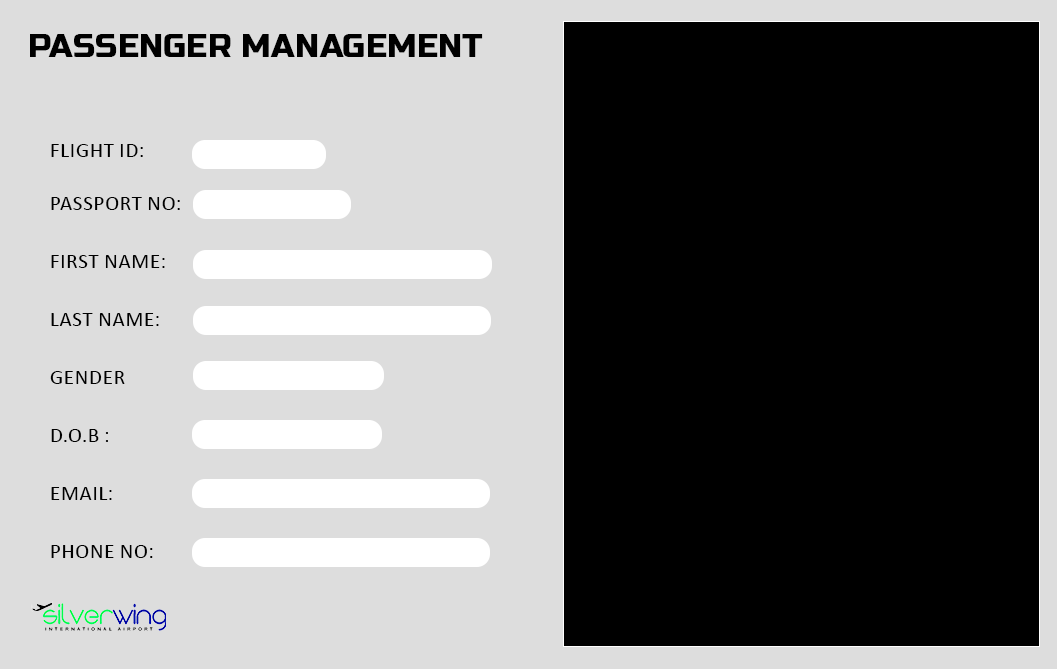 PASSENGER MANAGEMENT
FLIGHT ID:
PASSPORT NO:
FIRST NAME:
LAST NAME:
GENDER
D.O.B :
EMAIL:
PHONE NO:
silverwing
INTERNATIONAL AIRPORT